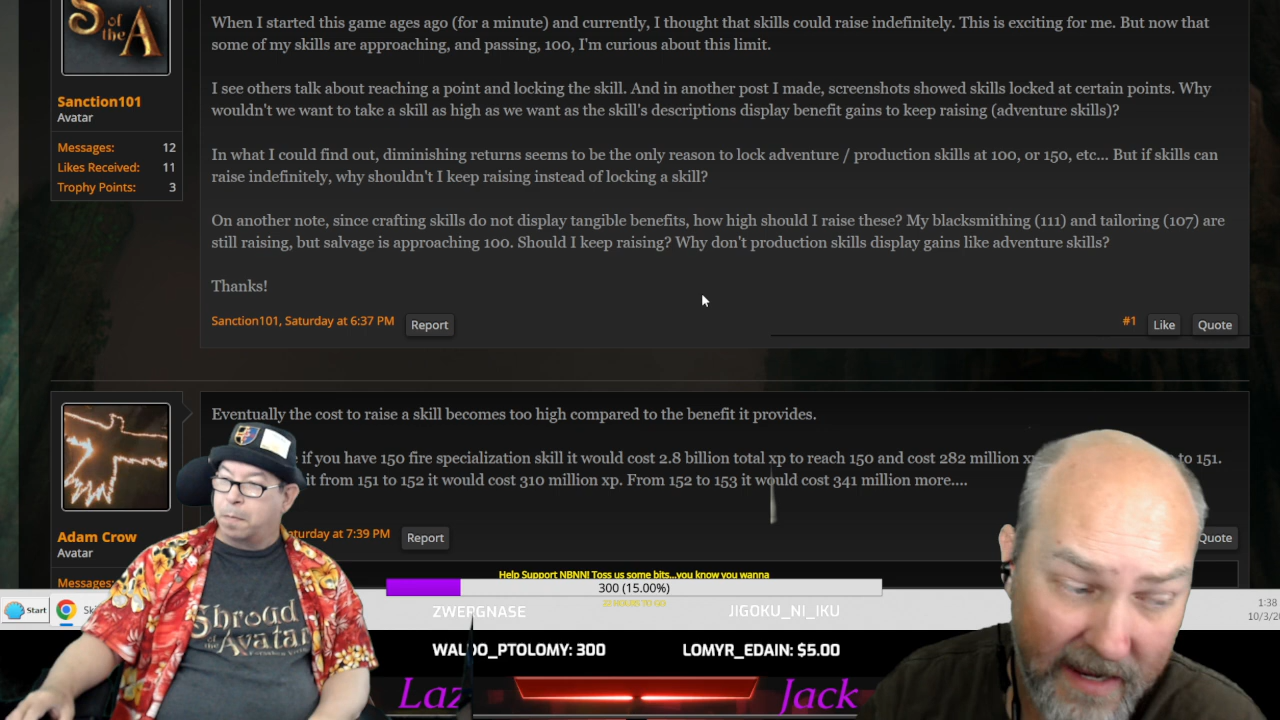 S of the A
When I started this game ages ago (for a minute) and currently, I thought that skills could raise indefinitely. This is exciting for me. But now that
some of my skills are approaching, and passing, 100, I'm curious about this limit.
I see others talk about reaching a point and locking the skill. And in another post I made, screenshots showed skills locked at certain points. Why
wouldn't we want to take a skill as high as we want as the skill's descriptions display benefit gains to keep raising (adventure skills)?
In what I could find out, diminishing returns seems to be the only reason to lock adventure / production skills at 100, or 150, etc... But if skills can
raise indefinitely, why shouldn't I keep raising instead of locking a skill?
On another note, since crafting skills do not display tangible benefits, how high should I raise these? My blacksmithing (111) and tailoring (107) are
still raising, but salvage is approaching 100. Should I keep raising? Why don't production skills display gains like adventure skills?
Thanks!
Sanction101, Saturday at 6:37 PM Report #1 Like Quote
Sanction101
Avatar
Messages: 12
Likes Received: 11
Trophy Points: 3
Eventually the cost to raise a skill becomes too high compared to the benefit it provides.
if you have 150 fire specialization skill it would cost 2.8 billion total xp to reach 150 and cost 282 million to 151.
it from 151 to 152 it would cost 310 million xp. From 152 to 153 it would cost 341 million more....
at 7:39 PM Report Quote
Adam Crow
Avatar
Messages:
Help Support NBNN! Toss us some bits...you know you wanna
300 (15.00%)
Start
ZWERGNASE JIGOKU_NI_IKU
1:38
10/3/2
WALDO_PTOLOMY: 300 LOMYR_EDAIN: $5.00
Shroud
of the Avatar
Laz Jack